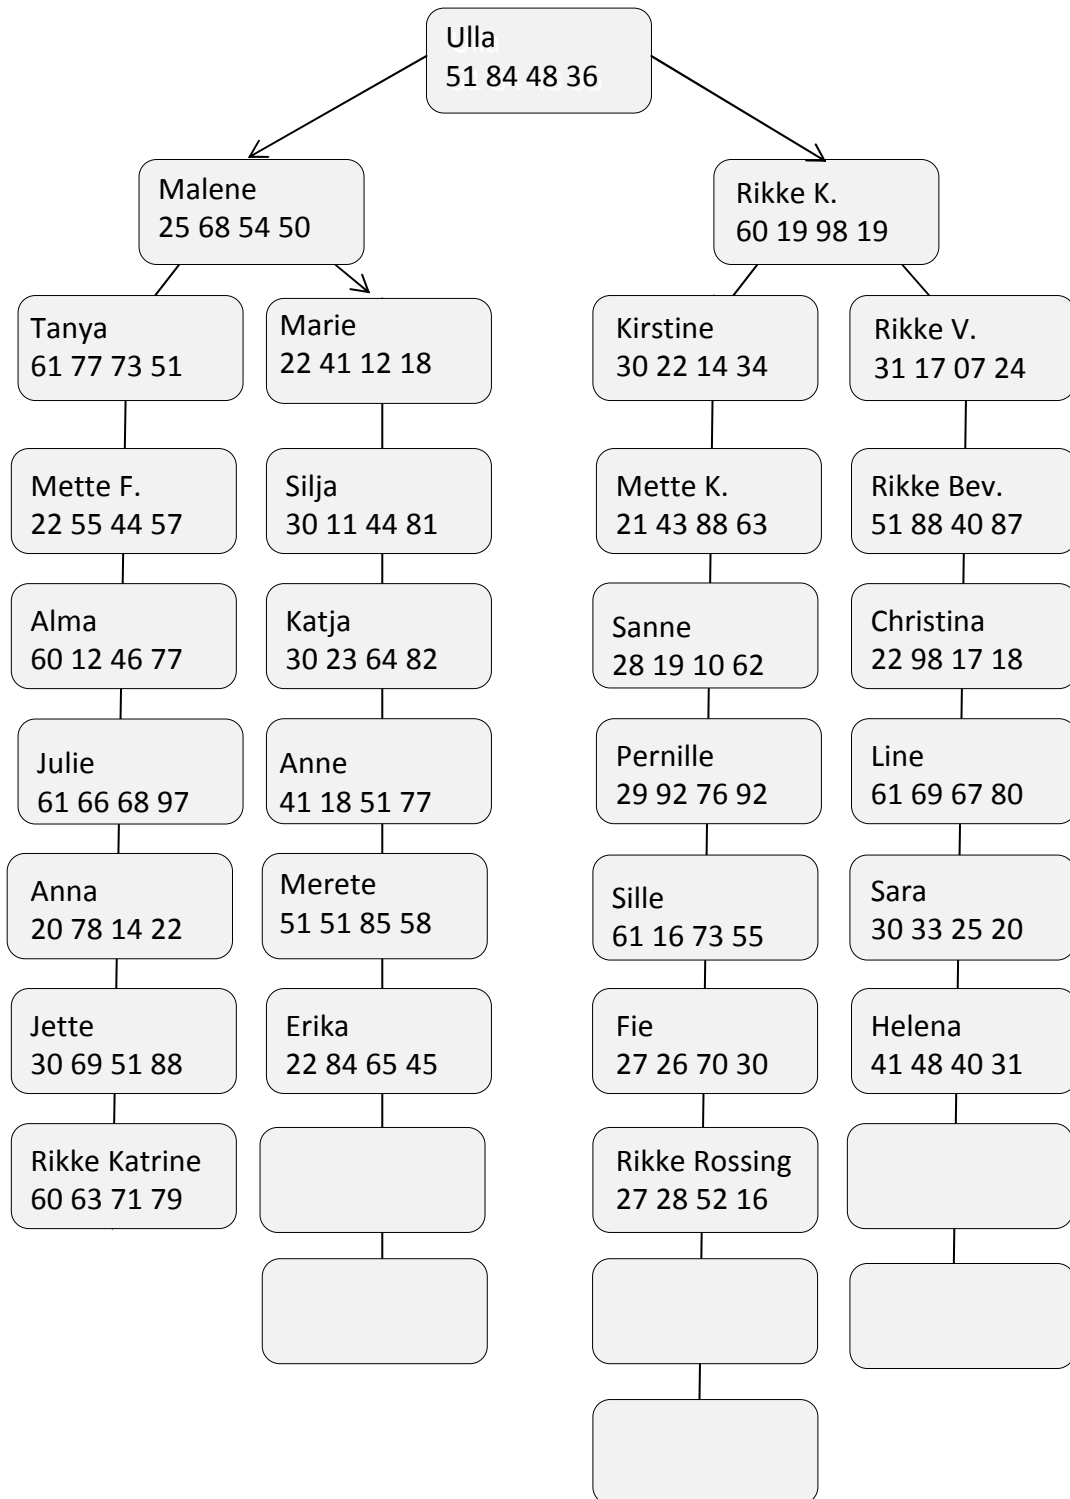 Ulla
51 84 48 36
Malene
25 68 54 50
Rikke K.
60 19 98 19
Tanya
61 77 73 51
Marie
22 41 12 18
Kirstine
30 22 14 34
Rikke V.
31 17 07 24
Mette F.
22 55 44 57
Silja
30 11 44 81
Mette K.
21 43 88 63
Rikke Bev.
51 88 40 87
Alma
60 12 46 77
Katja
30 23 64 82
Sanne
28 19 10 62
Christina
22 98 17 18
Julie
61 66 68 97
Anne
41 18 51 77
Pernille
29 92 76 92
Line
61 69 67 80
Anna
20 78 14 22
Merete
51 51 85 58
Sille
61 16 73 55
Sara
30 33 25 20
Jette
30 69 51 88
Erika
22 84 65 45
Fie
27 26 70 30
Helena
41 48 40 31
Rikke Katrine
60 63 71 79
Rikke Rossing
27 28 52 16